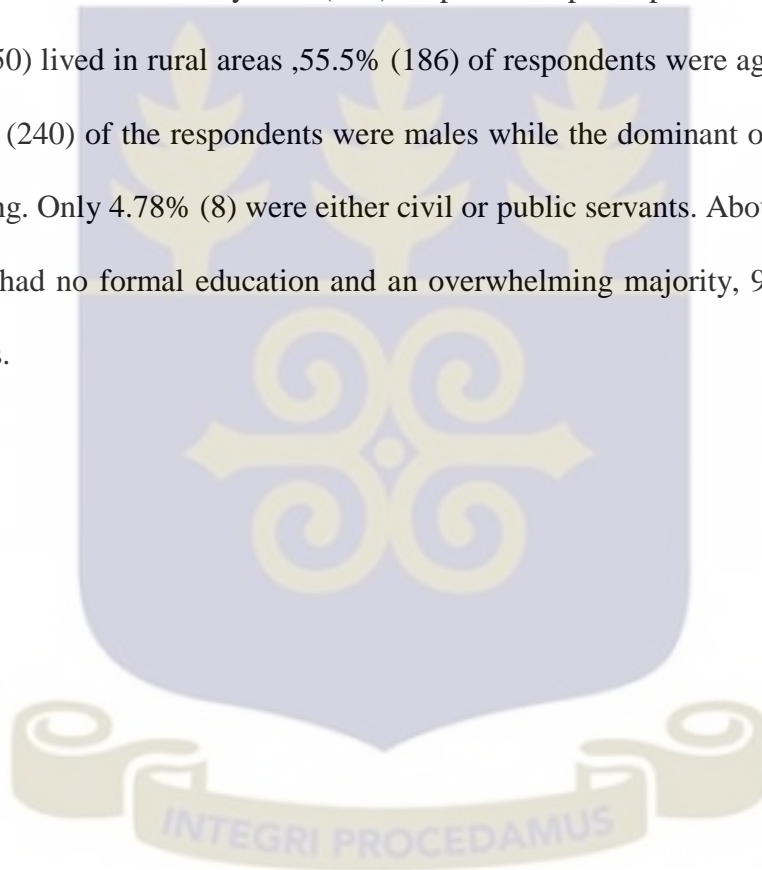 50) lived in rural areas ,55.5% (186) of respondents were ag
(240) of the respondents were males while the dominant o
ng. Only 4.78% (8) were either civil or public servants. Abo
had no formal education and an overwhelming majority, 9
s.
INTEGRI PROCEDAMUS